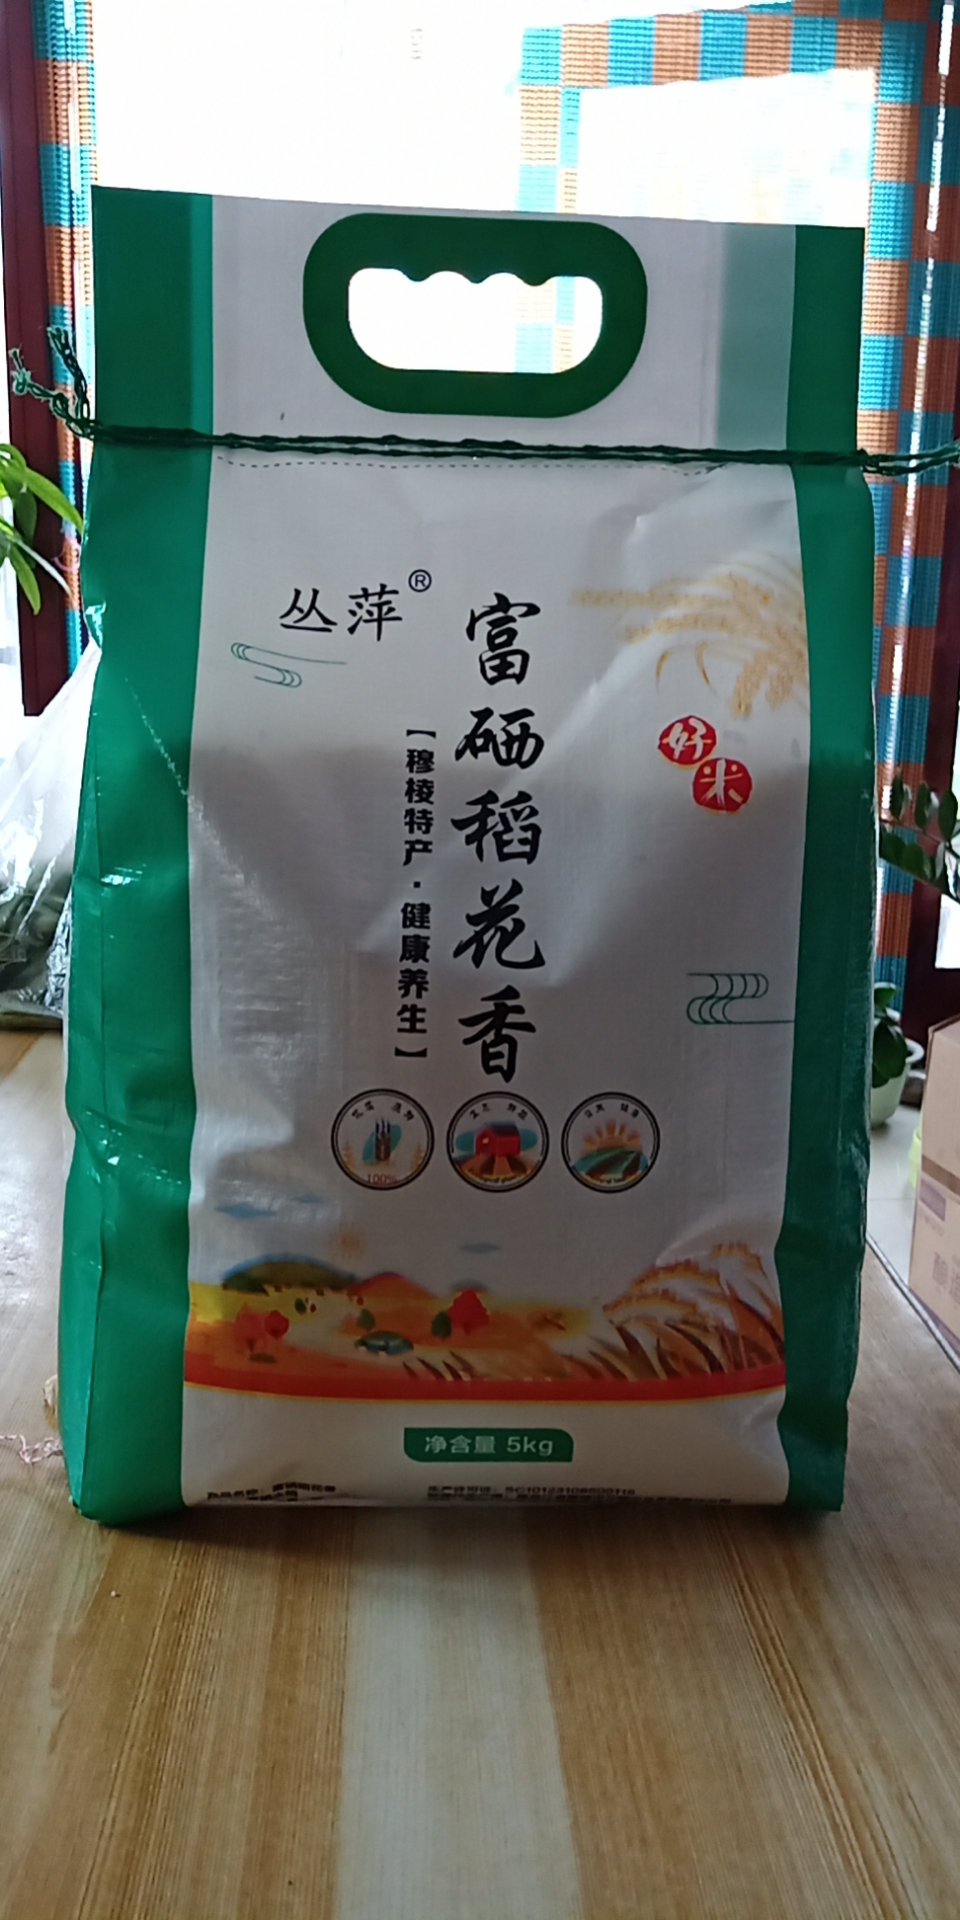 丛萍®
富硒稻花香
【穆棱特产·健康养生】
好米
100%
净含量 5kg